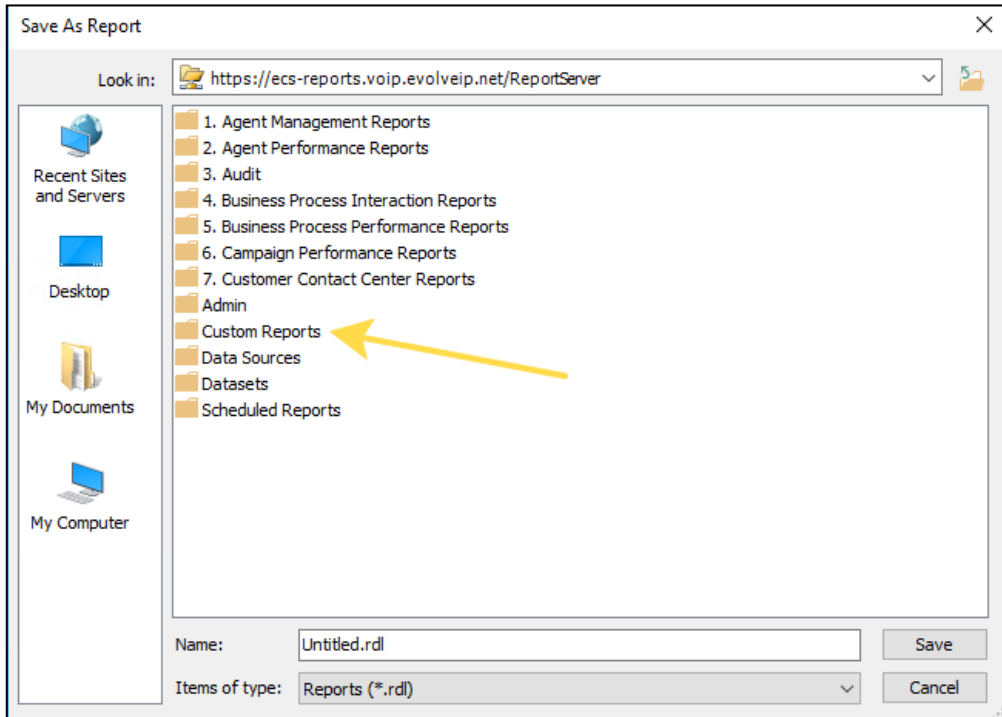 Save As Report
Look in:
https://ecs-reports.voip.evolveip.net/ReportServer
Recent Sites
and Servers
Desktop
My Documents
My Computer
1. Agent Management Reports
2. Agent Performance Reports
3. Audit
4. Business Process Interaction Reports
5. Business Process Performance Reports
6. Campaign Performance Reports
7. Customer Contact Center Reports
Admin
Custom Reports
Data Sources
Datasets
Scheduled Reports
Name:
Untitled.rdl
Save
Items of type:
Reports (*.rdl)
Cancel